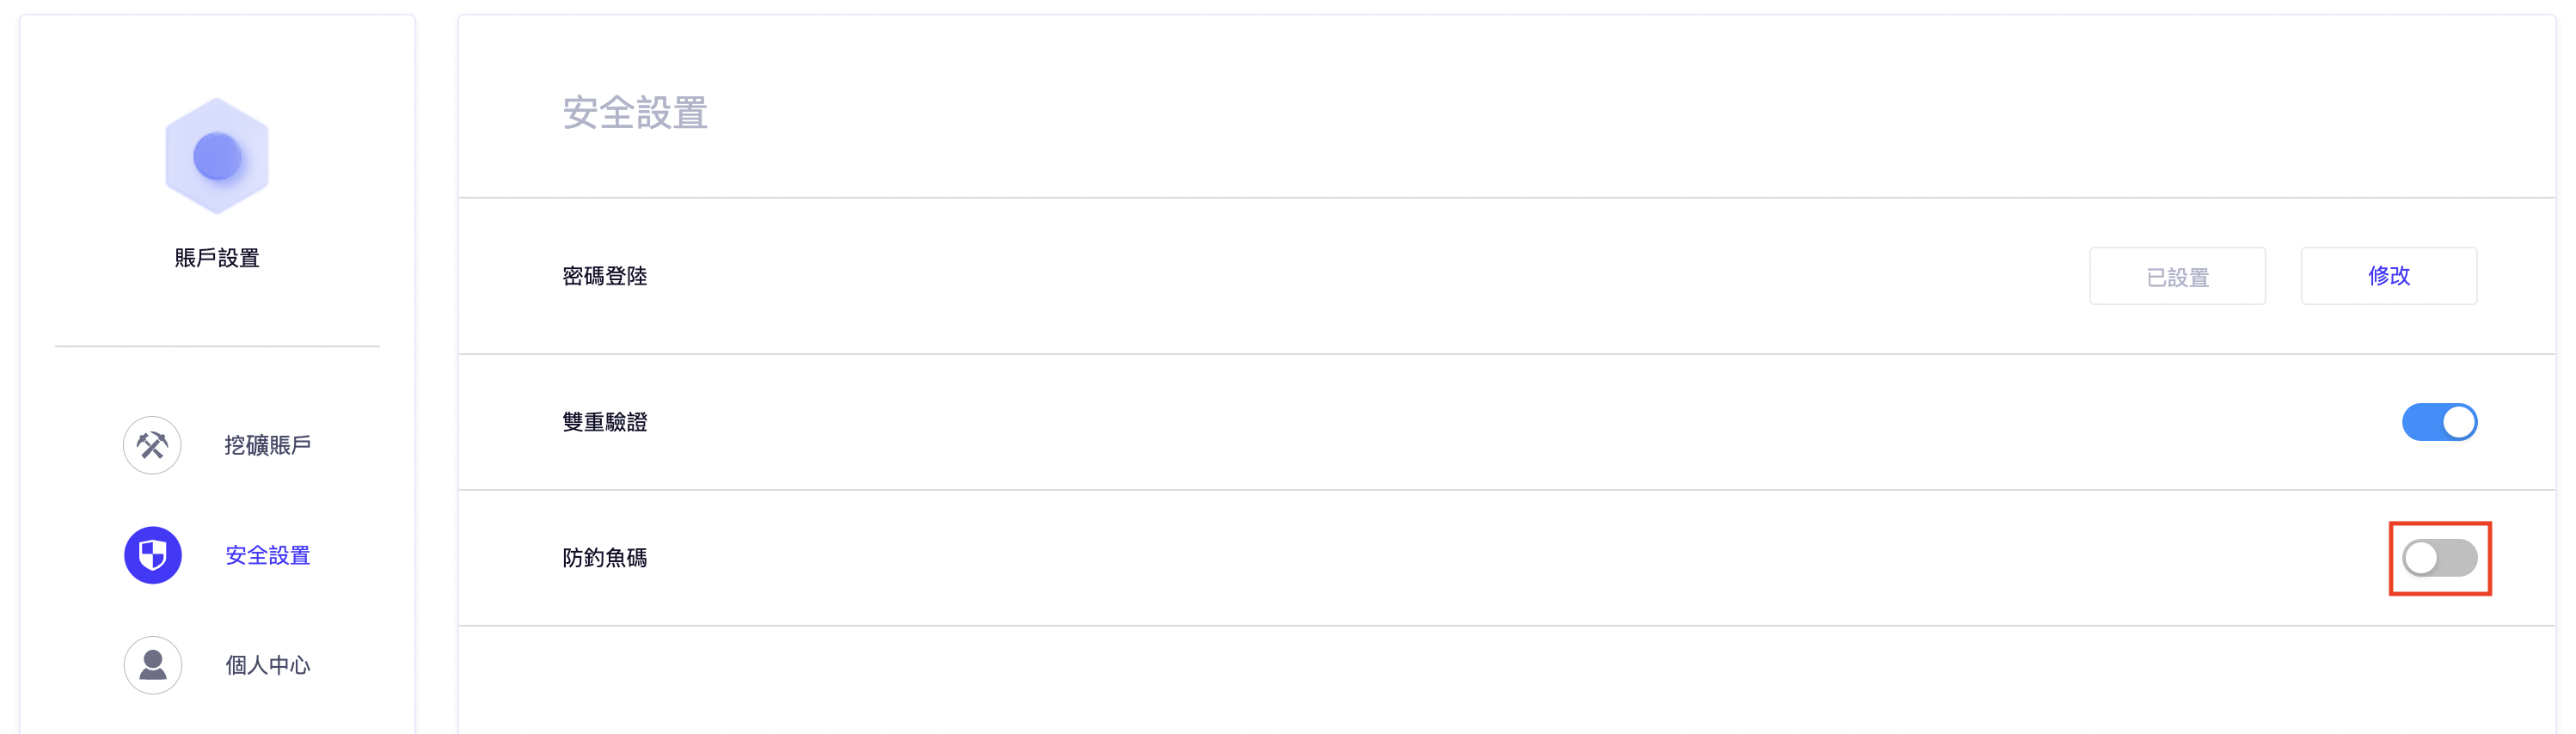 賬戶設置
挖礦賬戶
安全設置
個人中心
安全設置
密碼登陸
已設置
修改
雙重驗證
防釣魚碼